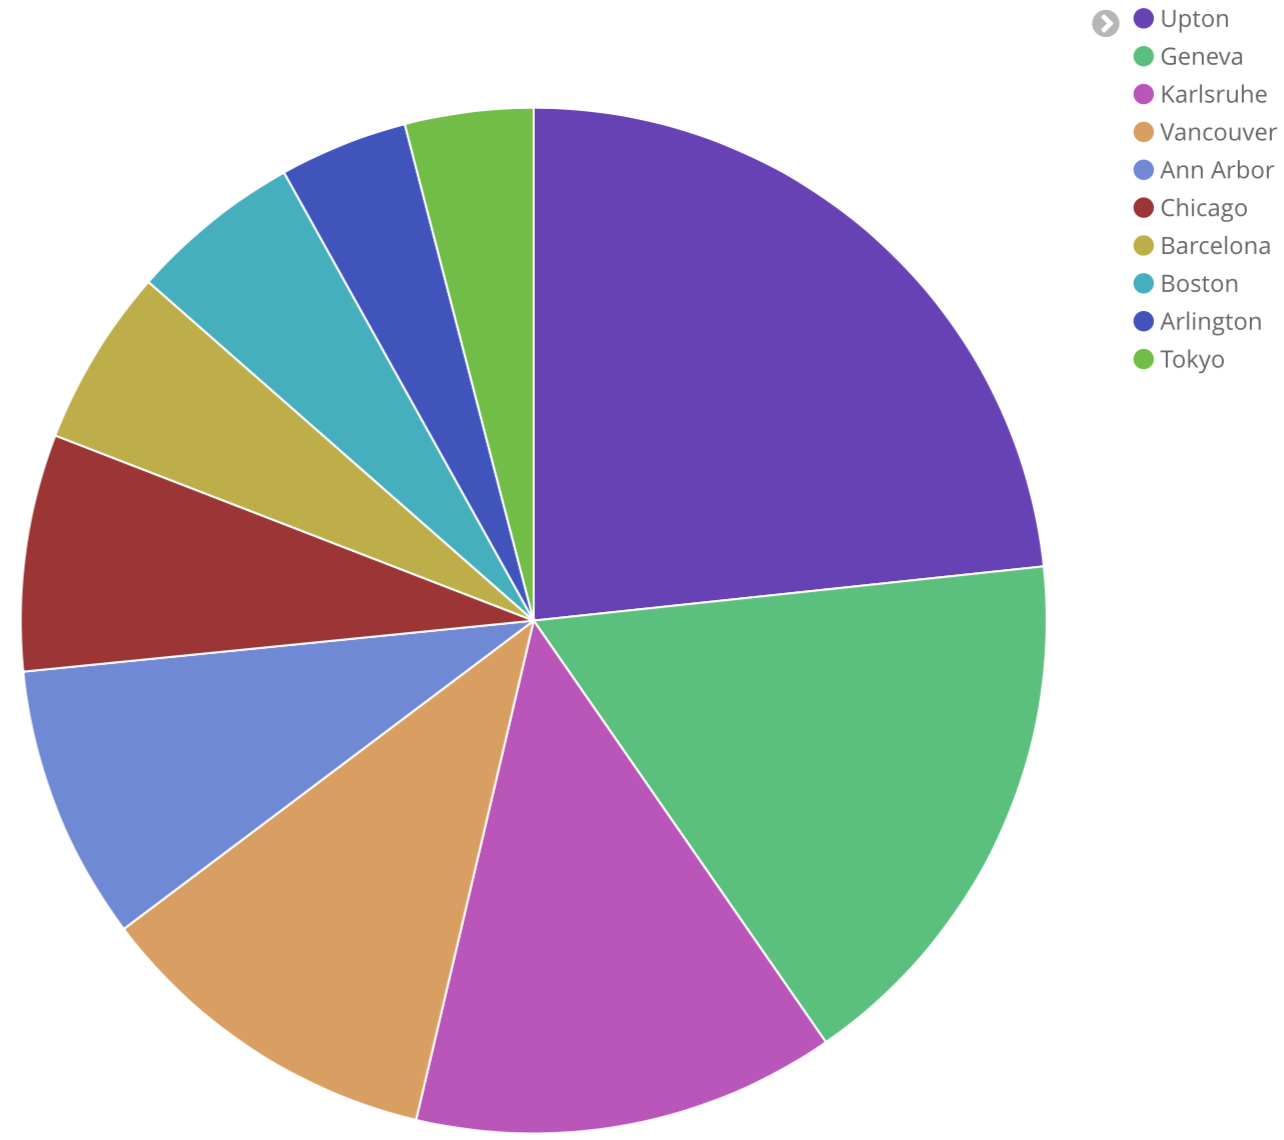 Upton
Geneva
Karlsruhe
Vancouver
Ann Arbor
Chicago
Barcelona
Boston
Arlington
Tokyo